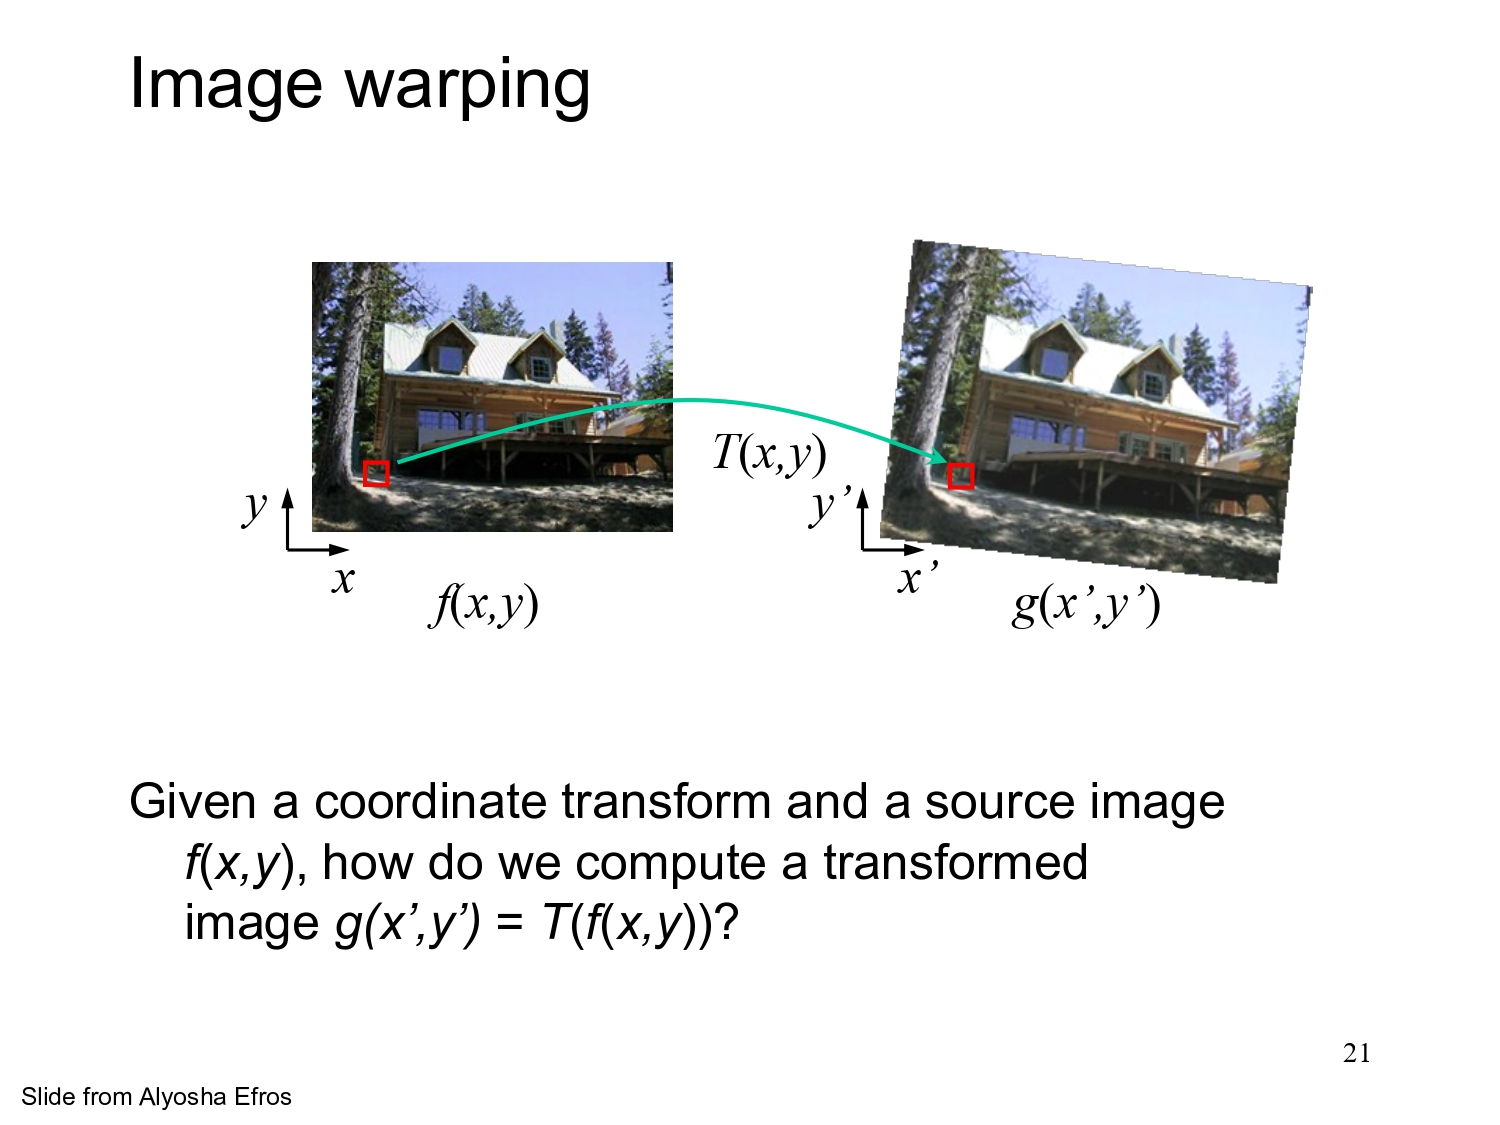 Image warping
T(x,y)
y
y’
x
x’
f(x,y)
g(x’,y’)
Given a coordinate transform and a source image
f(x,y), how do we compute a transformed
image g(x’,y’) = T(f(x,y))?
21
Slide from Alyosha Efros